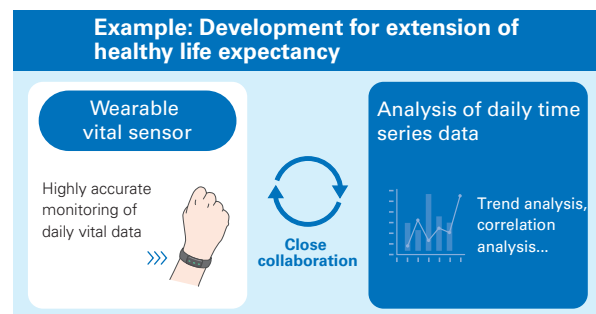 Example: Development for extension of
healthy life expectancy
Wearable
vital sensor
Highly accurate
monitoring of
daily vital data
Close
collaboration
Analysis of daily time
series data
Trend analysis,
correlation
analysis...